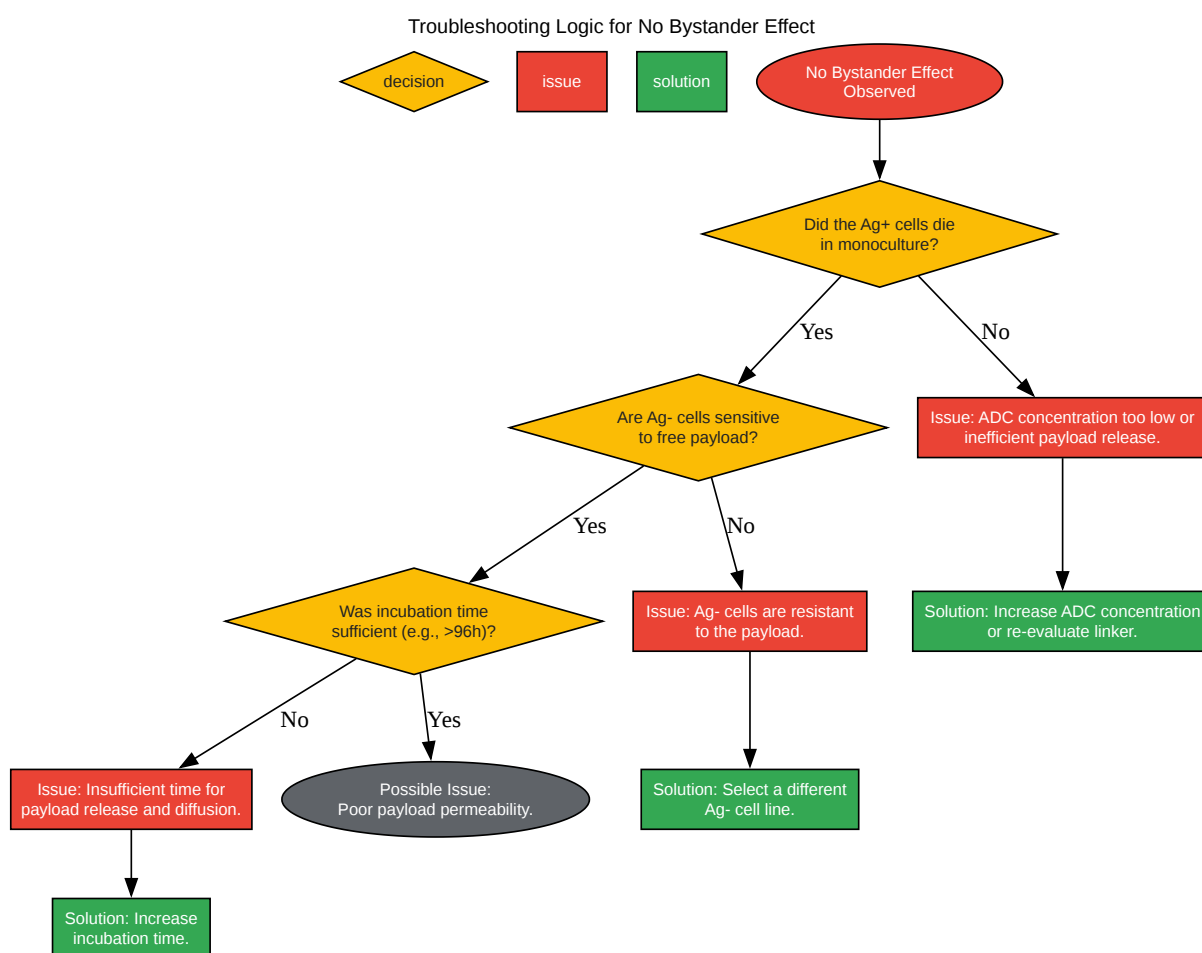 Troubleshooting Logic for No Bystander Effect
decision
issue
solution
No Bystander Effect
Observed
Did the Ag+ cells die
in monoculture?
Yes
No
Are Ag- cells sensitive
to free payload?
Issue: ADC concentration too low or
inefficient payload release.
Yes
No
Was incubation time
sufficient (e.g., >96h)?
Issue: Ag- cells are resistant
to the payload.
Solution: Increase ADC concentration
or re-evaluate linker.
No
Yes
Issue: Insufficient time for
payload release and diffusion.
Possible Issue:
Poor payload permeability.
Solution: Select a different
Ag- cell line.
Solution: Increase
incubation time.